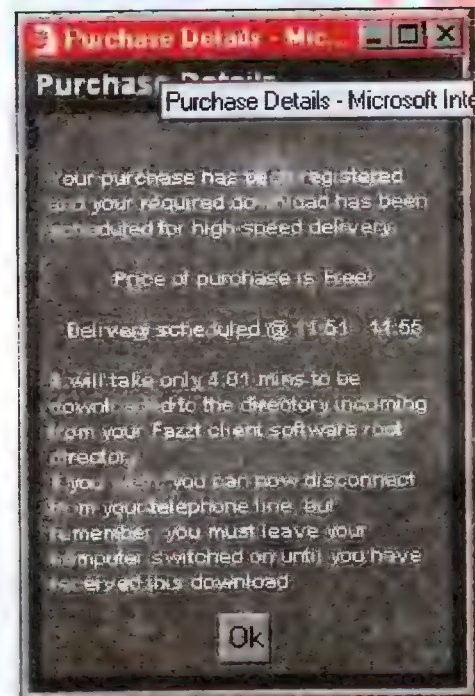 Purchase Details - Mic...
Purchase Details
Purchase Details - Microsoft Inte
our purchase has been registered
and your required download has been
scheduled for high-speed delivery.
Price of purchase is Free!
Delivery scheduled @ 11:51 11:55
It will take only 4.01 mins to be
downloaded to the directory incoming
from your Fazzt client software root
directory.
you can now disconnect
from your telephone line, but
remember, you must leave your
computer switched on until you have
received this download.
Ok